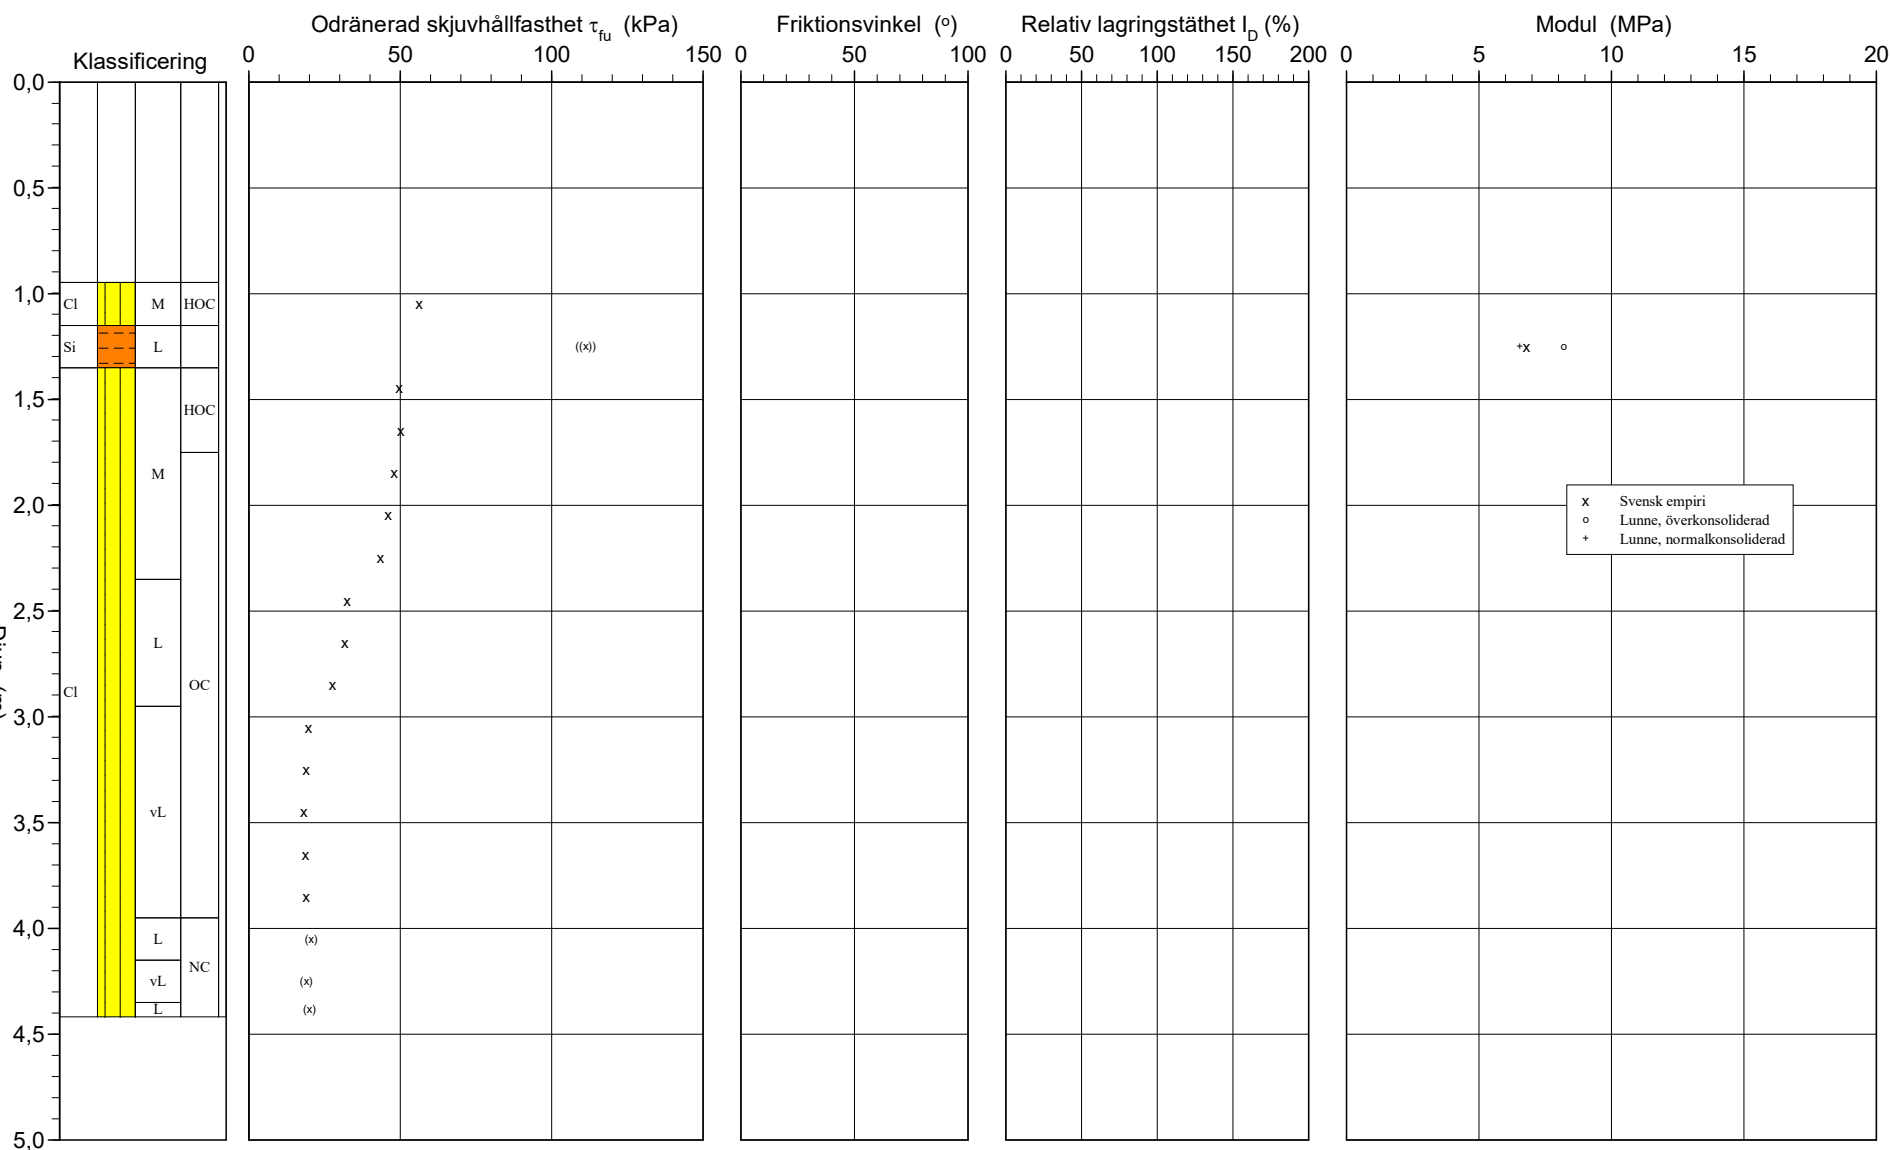 Odränerad skjuvhållfasthet τfu (kPa)
Friktionsvinkel (o)
Relativ lagringstäthet ID (%)
Modul (MPa)
Klassificering
0 50 100 150
0 50 100
0 50 100 150 200
0 5 10 15 20
0,0
0,5
1,0
Cl M HOC
x
Si L
((x))
+x o
x
1,5
HOC
x
M
x
2,0
x
x Svensk empiri
o Lunne, överkonsoliderad
+ Lunne, normalkonsoliderad
x
x
2,5
L
x
Cl
OC
x
3,0
x
x
vL
x
3,5
x
x
4,0
L
(x)
NC
vL
(x)
L
(x)
4,5
5,0